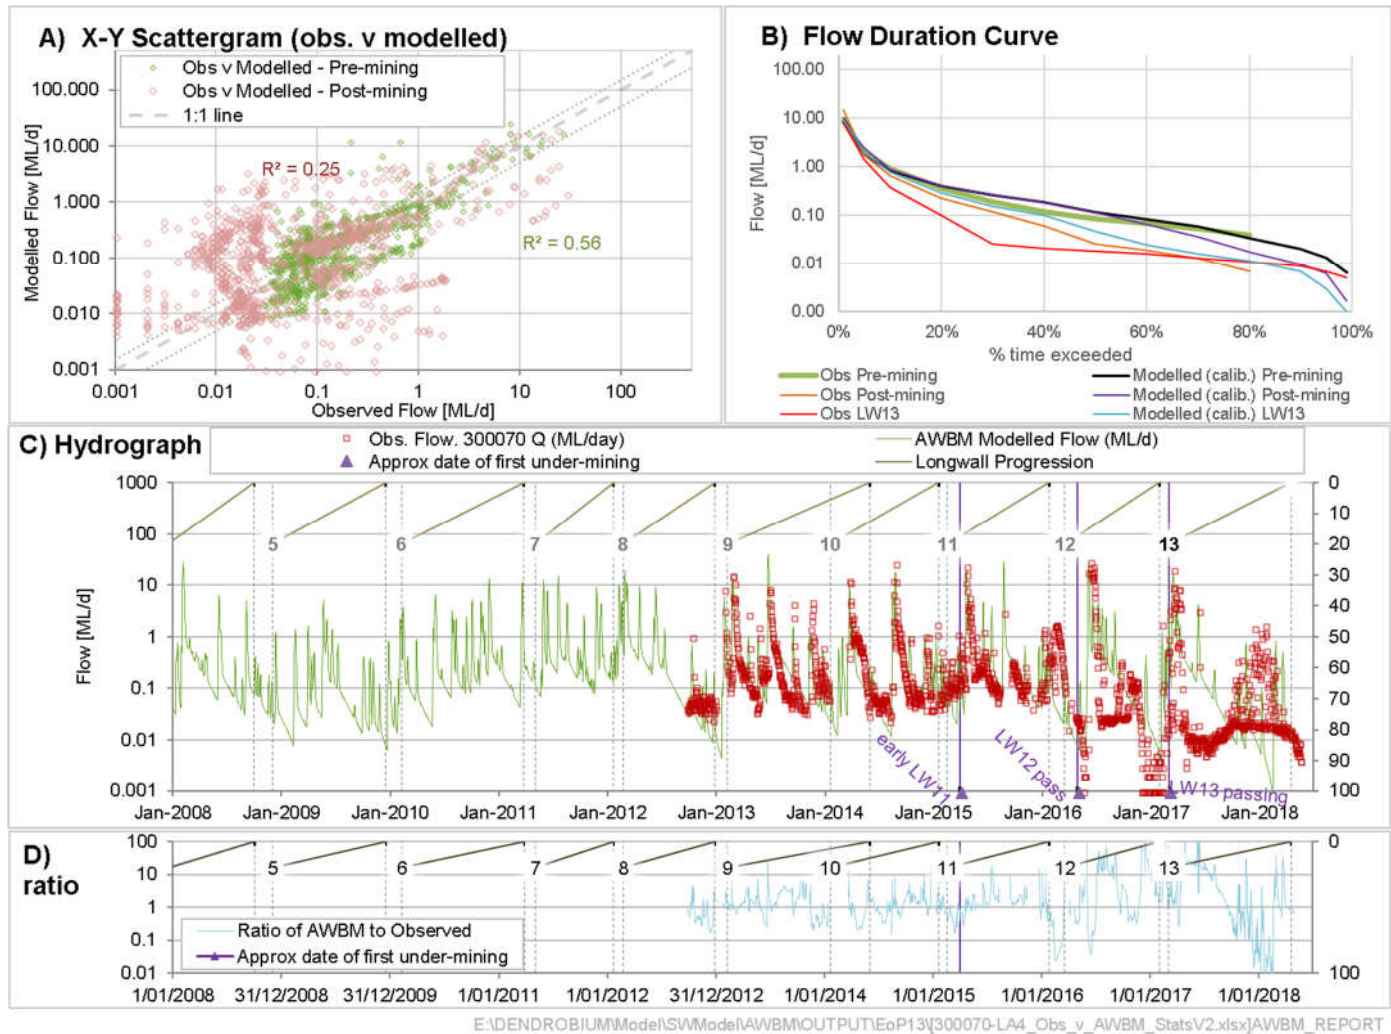 A) X-Y Scattergram (obs. v modelled)
Obs v Modelled - Pre-mining
Obs v Modelled - Post-mining
1:1 line
100.000
10.000
1.000
0.100
0.010
0.001
Modelled Flow [ML/d]
R² = 0.25
R² = 0.56
0.001
0.01
0.1
1
10
100
Observed Flow [ML/d]
B) Flow Duration Curve
100.00
10.00
1.00
0.10
0.01
0.00
Flow [ML/d]
0%
20%
40%
60%
80%
100%
% time exceeded
Obs Pre-mining
Modelled (calib.) Pre-mining
Obs Post-mining
Modelled (calib.) Post-mining
Obs LW13
Modelled (calib.) LW13
C) Hydrograph
Obs. Flow. 300070 Q (ML/day)
AWBM Modelled Flow (ML/d)
Approx date of first under-mining
Longwall Progression
1000
100
10
1
0.1
0.01
0.001
Flow [ML/d]
5
6
7
8
9
10
11
12
13
0
10
20
30
40
50
60
70
80
90
100
early LW11
LW12 pass
LW13 passing
Jan-2008
Jan-2009
Jan-2010
Jan-2011
Jan-2012
Jan-2013
Jan-2014
Jan-2015
Jan-2016
Jan-2017
Jan-2018
D)
ratio
100
10
1
0.1
0.01
5
6
7
8
9
10
11
12
13
0
100
Ratio of AWBM to Observed
Approx date of first under-mining
1/01/2008
31/12/2008
31/12/2009
1/01/2011
1/01/2012
31/12/2012
1/01/2014
1/01/2015
1/01/2016
1/01/2017
1/01/2018
E:\DENDROBIUM\Model\SWModel\AWBM\OUTPUT\EoP13\[300070-LA4_Obs_v_AWBM_StatsV2.xlsx]AWBM_REPORT